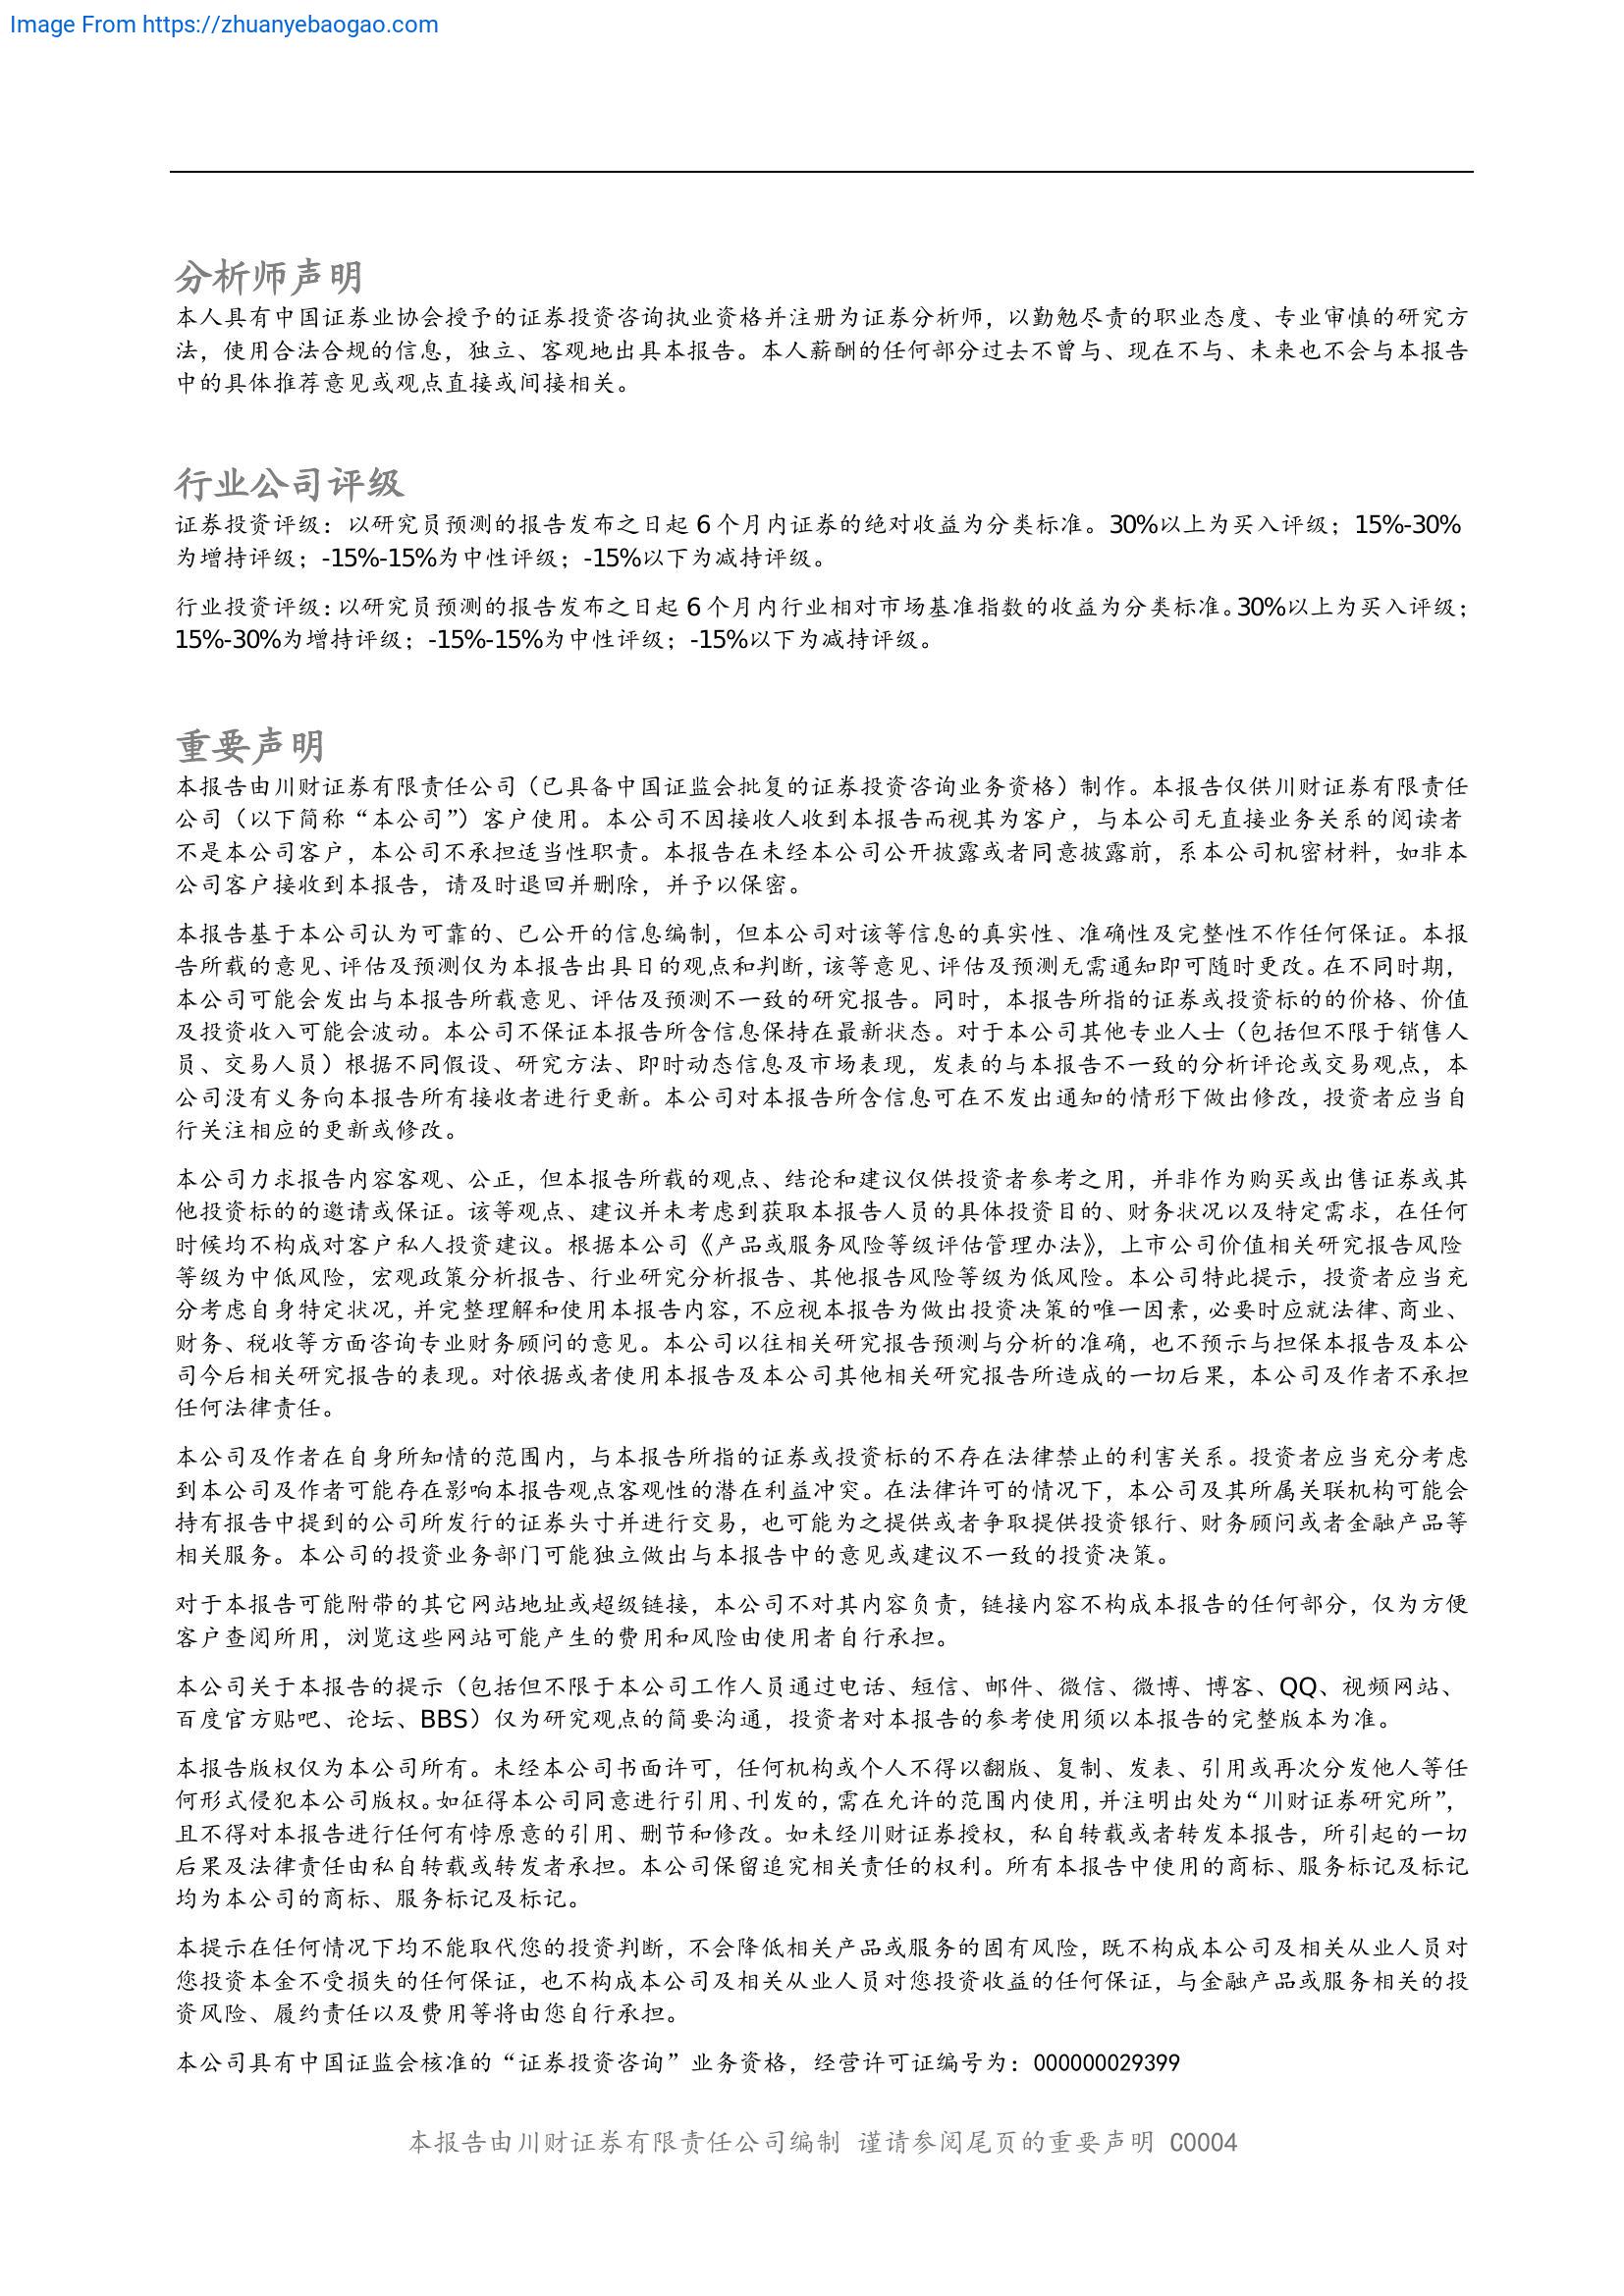 Image From https://zhuanyebaogao.com
分析师声明
本人具有中国证券业协会授予的证券投资咨询执业资格并注册为证券分析师，以勤勉尽责的职业态度、专业审慎的研究方
法，使用合法合规的信息，独立、客观地出具本报告。本人薪酬的任何部分过去不曾与、现在不与、未来也不会与本报告
中的具体推荐意见或观点直接或间接相关。
行业公司评级
证券投资评级：以研究员预测的报告发布之日起 6 个月内证券的绝对收益为分类标准。30%以上为买入评级；15%-30%
为增持评级；-15%-15%为中性评级；-15%以下为减持评级。
行业投资评级：以研究员预测的报告发布之日起 6 个月内行业相对市场基准指数的收益为分类标准。30%以上为买入评级；
15%-30%为增持评级；-15%-15%为中性评级；-15%以下为减持评级。
重要声明
本报告由川财证券有限责任公司（已具备中国证监会批复的证券投资咨询业务资格）制作。本报告仅供川财证券有限责任
公司（以下简称“本公司”）客户使用。本公司不因接收人收到本报告而视其为客户，与本公司无直接业务关系的阅读者
不是本公司客户，本公司不承担适当性职责。本报告在未经本公司公开披露或者同意披露前，系本公司机密材料，如非本
公司客户接收到本报告，请及时退回并删除，并予以保密。
本报告基于本公司认为可靠的、已公开的信息编制，但本公司对该等信息的真实性、准确性及完整性不作任何保证。本报
告所载的意见、评估及预测仅为本报告出具日的观点和判断，该等意见、评估及预测无需通知即可随时更改。在不同时期，
本公司可能会发出与本报告所载意见、评估及预测不一致的研究报告。同时，本报告所指的证券或投资标的的价格、价值
及投资收入可能会波动。本公司不保证本报告所含信息保持在最新状态。对于本公司其他专业人士（包括但不限于销售人
员、交易人员）根据不同假设、研究方法、即时动态信息及市场表现，发表的与本报告不一致的分析评论或交易观点，本
公司没有义务向本报告所有接收者进行更新。本公司对本报告所含信息可在不发出通知的情形下做出修改，投资者应当自
行关注相应的更新或修改。
本公司力求报告内容客观、公正，但本报告所载的观点、结论和建议仅供投资者参考之用，并非作为购买或出售证券或其
他投资标的的邀请或保证。该等观点、建议并未考虑到获取本报告人员的具体投资目的、财务状况以及特定需求，在任何
时候均不构成对客户私人投资建议。根据本公司《产品或服务风险等级评估管理办法》，上市公司价值相关研究报告风险
等级为中低风险，宏观政策分析报告、行业研究分析报告、其他报告风险等级为低风险。本公司特此提示，投资者应当充
分考虑自身特定状况，并完整理解和使用本报告内容，不应视本报告为做出投资决策的唯一因素，必要时应就法律、商业、
财务、税收等方面咨询专业财务顾问的意见。本公司以往相关研究报告预测与分析的准确，也不预示与担保本报告及本公
司今后相关研究报告的表现。对依据或者使用本报告及本公司其他相关研究报告所造成的一切后果，本公司及作者不承担
任何法律责任。
本公司及作者在自身所知情的范围内，与本报告所指的证券或投资标的不存在法律禁止的利害关系。投资者应当充分考虑
到本公司及作者可能存在影响本报告观点客观性的潜在利益冲突。在法律许可的情况下，本公司及其所属关联机构可能会
持有报告中提到的公司所发行的证券头寸并进行交易，也可能为之提供或者争取提供投资银行、财务顾问或者金融产品等
相关服务。本公司的投资业务部门可能独立做出与本报告中的意见或建议不一致的投资决策。
对于本报告可能附带的其它网站地址或超级链接，本公司不对其内容负责，链接内容不构成本报告的任何部分，仅为方便
客户查阅所用，浏览这些网站可能产生的费用和风险由使用者自行承担。
本公司关于本报告的提示（包括但不限于本公司工作人员通过电话、短信、邮件、微信、微博、博客、QQ、视频网站、
百度官方贴吧、论坛、BBS）仅为研究观点的简要沟通，投资者对本报告的参考使用须以本报告的完整版本为准。
本报告版权仅为本公司所有。未经本公司书面许可，任何机构或个人不得以翻版、复制、发表、引用或再次分发他人等任
何形式侵犯本公司版权。如征得本公司同意进行引用、刊发的，需在允许的范围内使用，并注明出处为“川财证券研究所”，
且不得对本报告进行任何有悖原意的引用、删节和修改。如未经川财证券授权，私自转载或者转发本报告，所引起的一切
后果及法律责任由私自转载或转发者承担。本公司保留追究相关责任的权利。所有本报告中使用的商标、服务标记及标记
均为本公司的商标、服务标记及标记。
本提示在任何情况下均不能取代您的投资判断，不会降低相关产品或服务的固有风险，既不构成本公司及相关从业人员对
您投资本金不受损失的任何保证，也不构成本公司及相关从业人员对您投资收益的任何保证，与金融产品或服务相关的投
资风险、履约责任以及费用等将由您自行承担。
本公司具有中国证监会核准的“证券投资咨询”业务资格，经营许可证编号为：000000029399
本报告由川财证券有限责任公司编制 谨请参阅尾页的重要声明 C0004